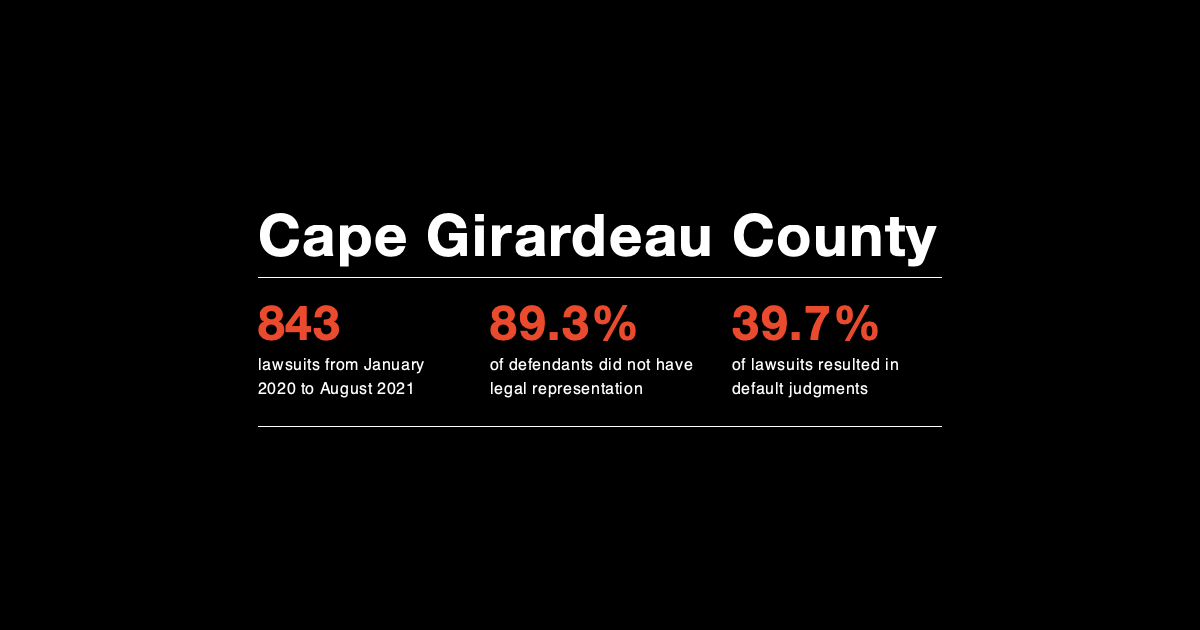 Cape Girardeau County
843
lawsuits from January
2020 to August 2021
89.3%
of defendants did not have
legal representation
39.7%
of lawsuits resulted in
default judgments